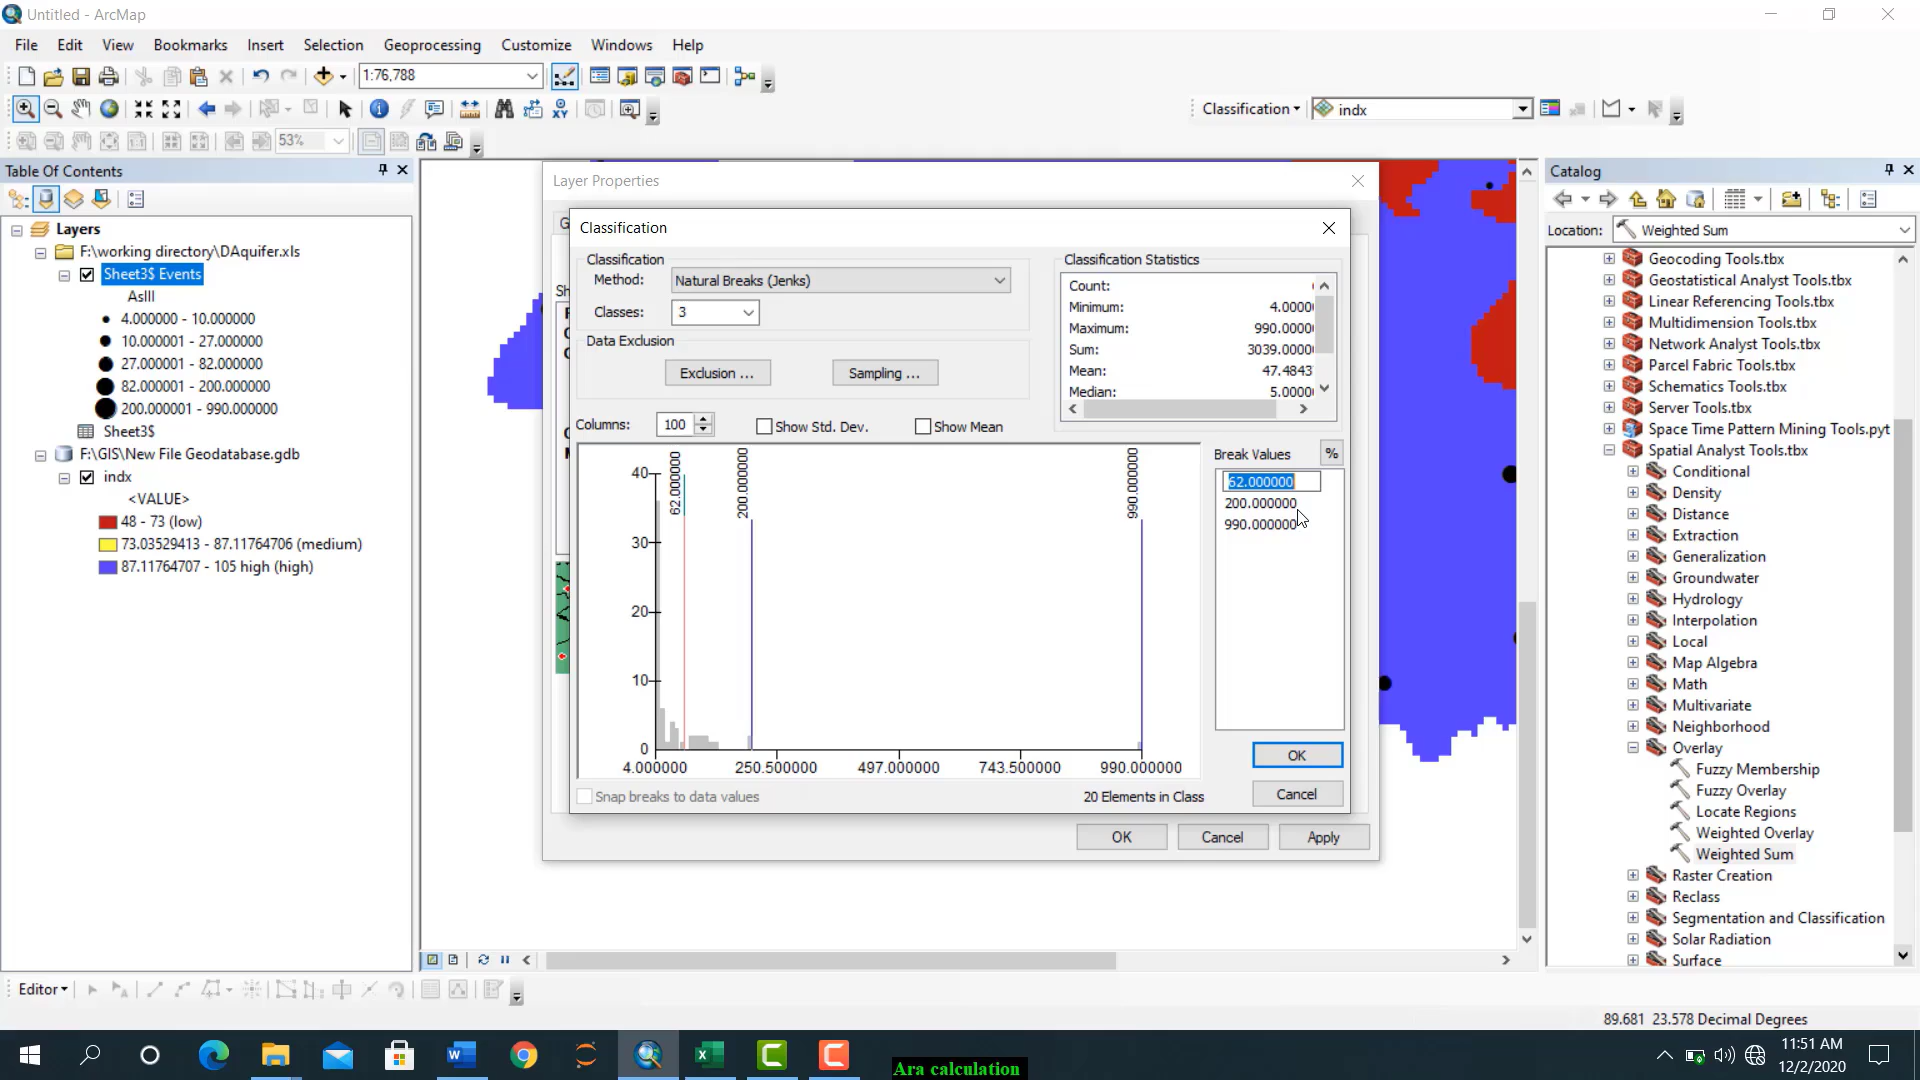 Untitled - ArcMap
File Edit View Bookmarks Insert Selection Geoprocessing Customize Windows Help
1:76,788
Classification indx
53%
Table Of Contents
Layers
F:\working directory\DAquifer.xls
Sheet3$ Events
AsIII
4.000000 - 10.000000
10.000001 - 27.000000
27.000001 - 82.000000
82.000001 - 200.000000
200.000001 - 990.000000
Sheet3$
F:\GIS\New File Geodatabase.gdb
indx
<VALUE>
48 - 73 (low)
73.03529413 - 87.11764706 (medium)
87.11764707 - 105 high (high)
Layer Properties
Classification
Classification
Method: Natural Breaks (Jenks)
Classes: 3
Data Exclusion
Exclusion ... Sampling ...
Classification Statistics
Count:
Minimum: 4.0000
Maximum: 990.0000
Sum: 3039.0000
Mean: 47.4843
Median: 5.0000
Columns: 100 Show Std. Dev. Show Mean
Break Values %
62.000000
200.000000
990.000000
62.000000 200.000000 990.000000
40
30
20
10
0
4.000000 250.500000 497.000000 743.500000 990.000000
Snap breaks to data values
20 Elements in Class
OK
Cancel
OK Cancel Apply
Catalog
Location: Weighted Sum
Geocoding Tools.tbx
Geostatistical Analyst Tools.tbx
Linear Referencing Tools.tbx
Multidimension Tools.tbx
Network Analyst Tools.tbx
Parcel Fabric Tools.tbx
Schematics Tools.tbx
Server Tools.tbx
Space Time Pattern Mining Tools.pyt
Spatial Analyst Tools.tbx
Conditional
Density
Distance
Extraction
Generalization
Groundwater
Hydrology
Interpolation
Local
Map Algebra
Math
Multivariate
Neighborhood
Overlay
Fuzzy Membership
Fuzzy Overlay
Locate Regions
Weighted Overlay
Weighted Sum
Raster Creation
Reclass
Segmentation and Classification
Solar Radiation
Surface
Editor
89.681 23.578 Decimal Degrees
Ara calculation
11:51 AM
12/2/2020